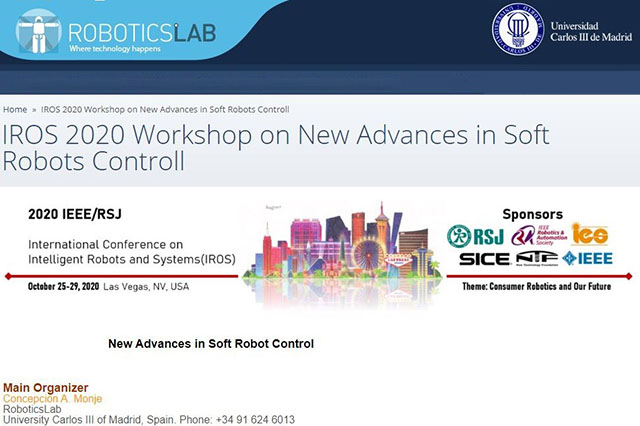 ROBOTICSLAB
Where technology happens
Universidad
Carlos III de Madrid
Home » IROS 2020 Workshop on New Advances in Soft Robots Controll
IROS 2020 Workshop on New Advances in Soft
Robots Controll
2020 IEEE/RSJ
International Conference on
Intelligent Robots and Systems(IROS)
October 25-29, 2020 Las Vegas, NV, USA
Sponsors
RSJ
IEEE
Robotics &
Automation
Society
ies
SICE
NTF
IEEE
Theme: Consumer Robotics and Our Future
New Advances in Soft Robot Control
Main Organizer
Concepción A. Monje
RoboticsLab
University Carlos III of Madrid, Spain. Phone: +34 91 624 6013